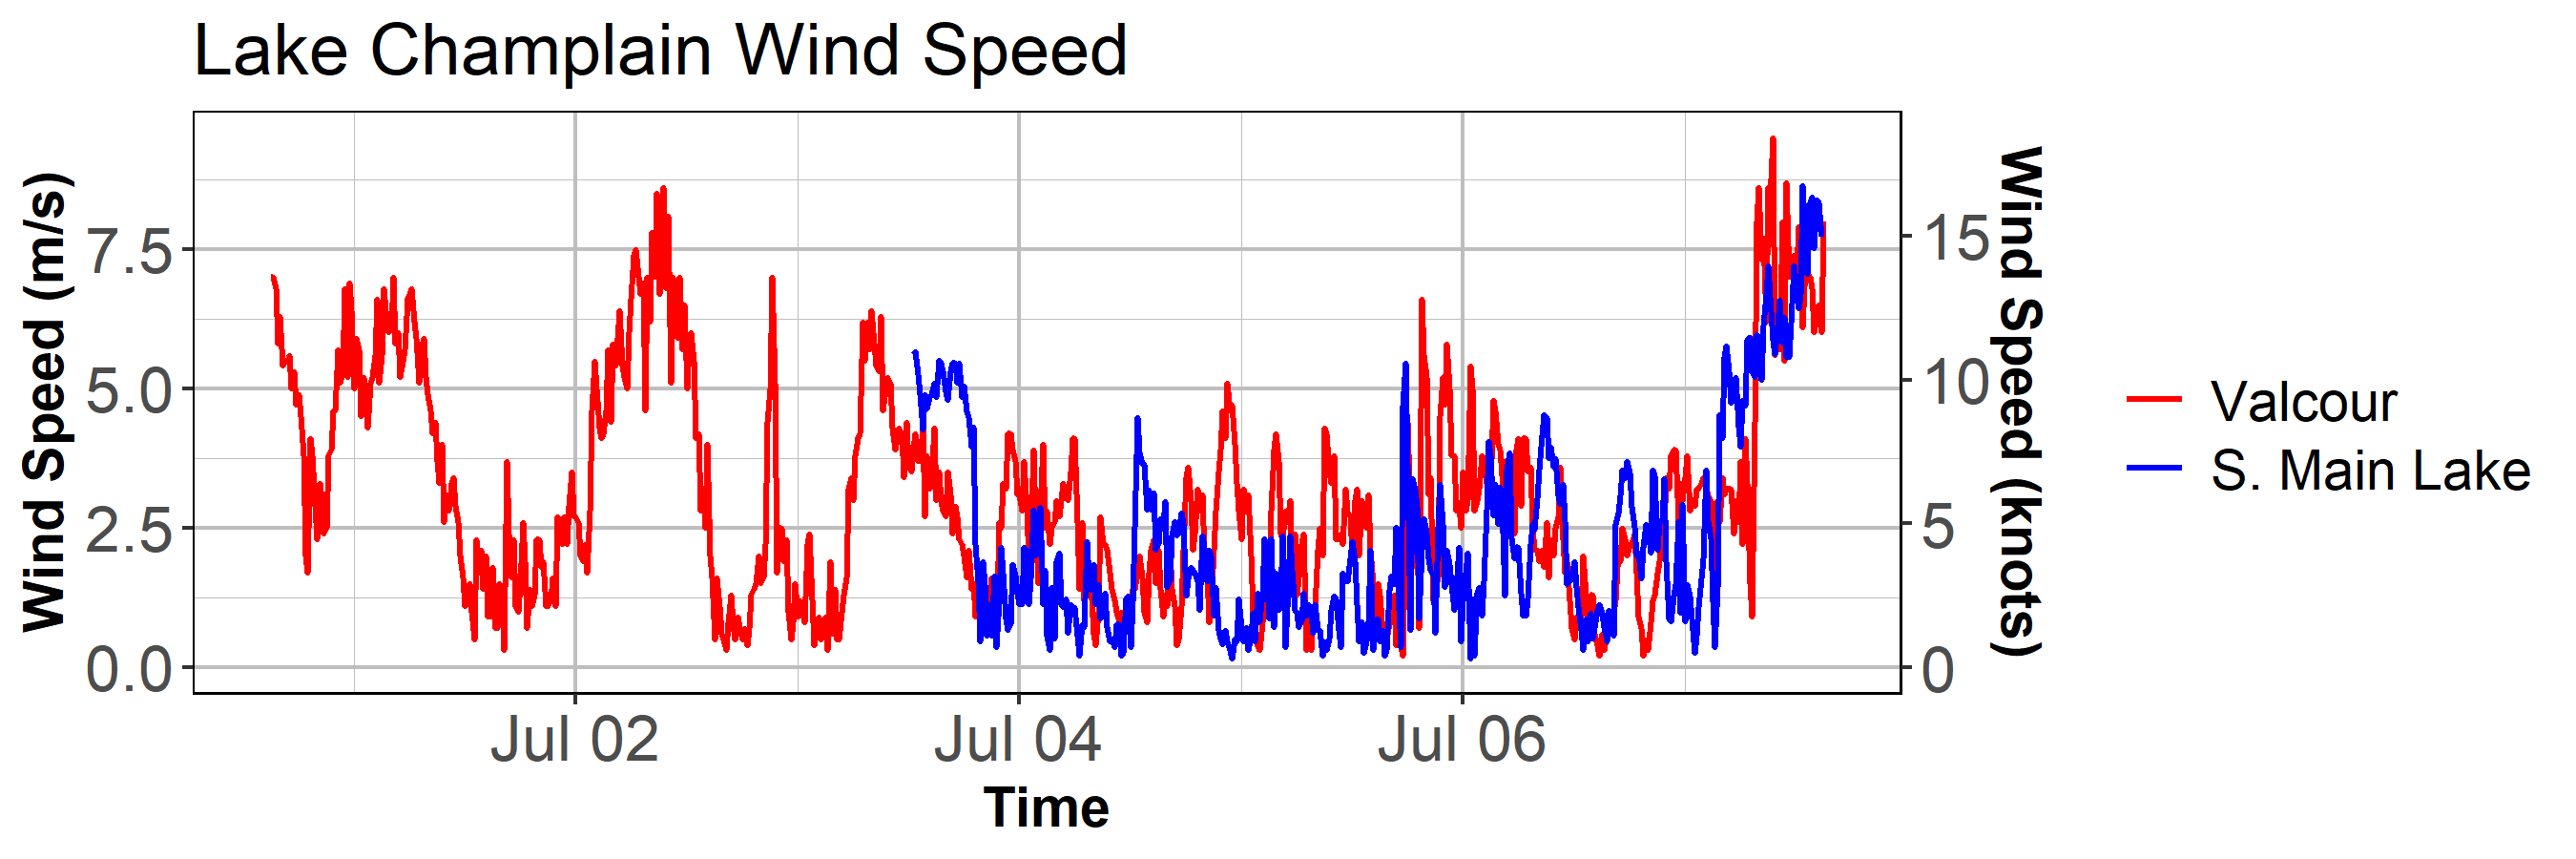 Lake Champlain Wind Speed
Wind Speed (m/s)
7.5
5.0
2.5
0.0
15
10
5
0
Wind Speed (knots)
Jul 02
Jul 04
Jul 06
Time
Valcour
S. Main Lake